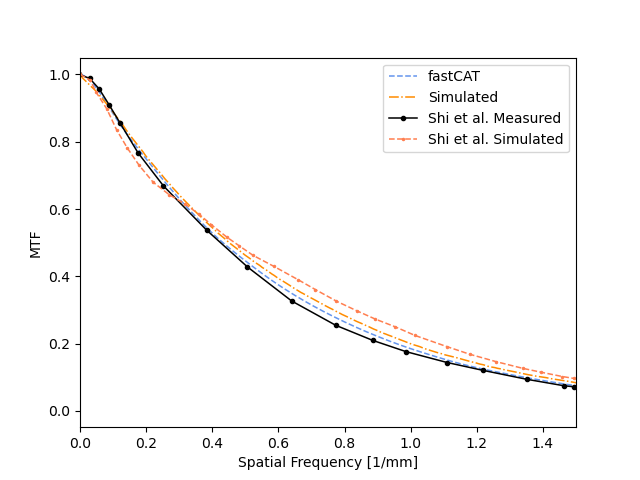 fastCAT
Simulated
Shi et al. Measured
Shi et al. Simulated
MTF
1.0
0.8
0.6
0.4
0.2
0.0
0.0 0.2 0.4 0.6 0.8 1.0 1.2 1.4
Spatial Frequency [1/mm]